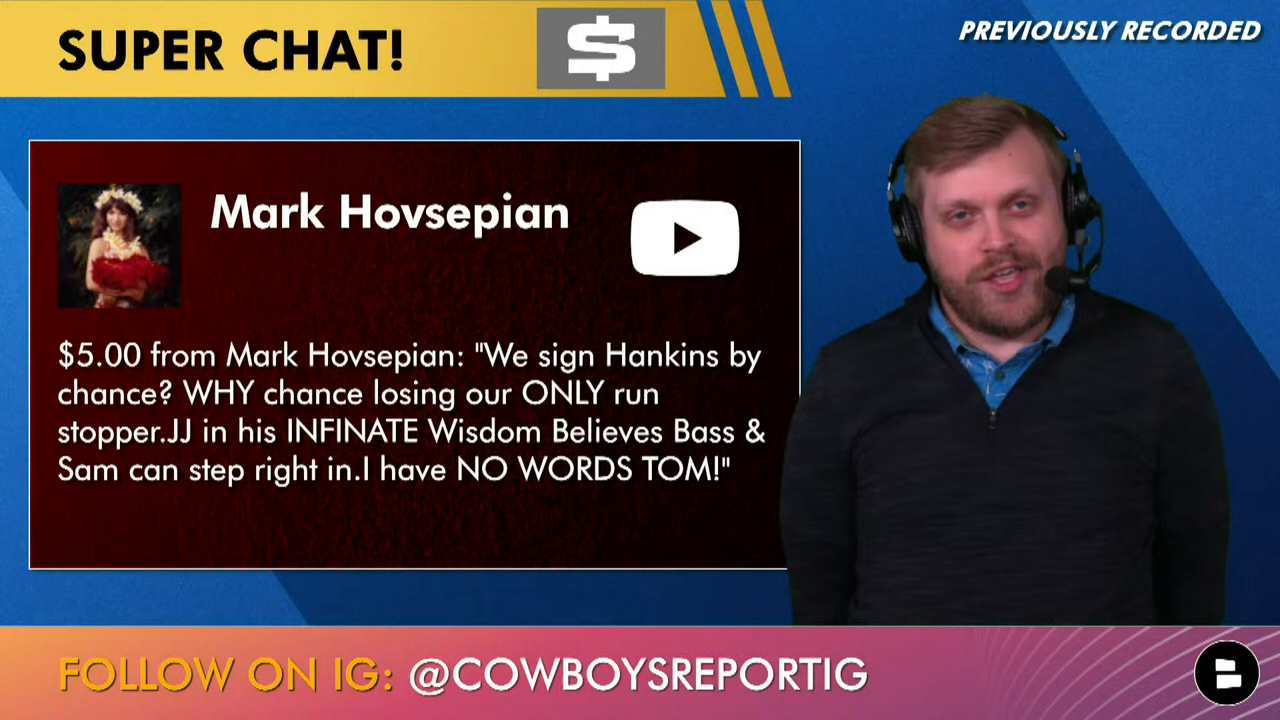 SUPER CHAT!
$
PREVIOUSLY RECORDED
Mark Hovsepian
$5.00 from Mark Hovsepian: "We sign Hankins by
chance? WHY chance losing our ONLY run
stopper.JJ in his INFINATE Wisdom Believes Bass &
Sam can step right in.I have NO WORDS TOM!"
FOLLOW ON IG: @COWBOYSREPORTIG